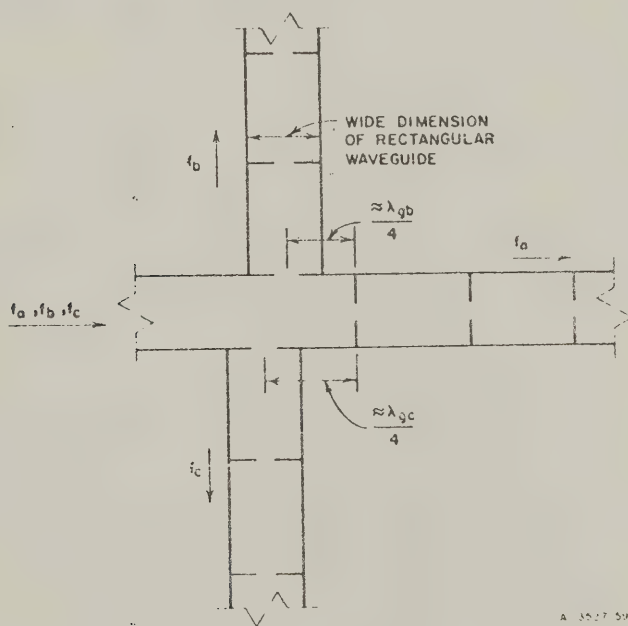 WIDE DIMENSION
OF RECTANGULAR
WAVEGUIDE
f_b
≈λ_gb
4
f_a
f_a, f_b, f_c
≈λ_gc
4
f_c